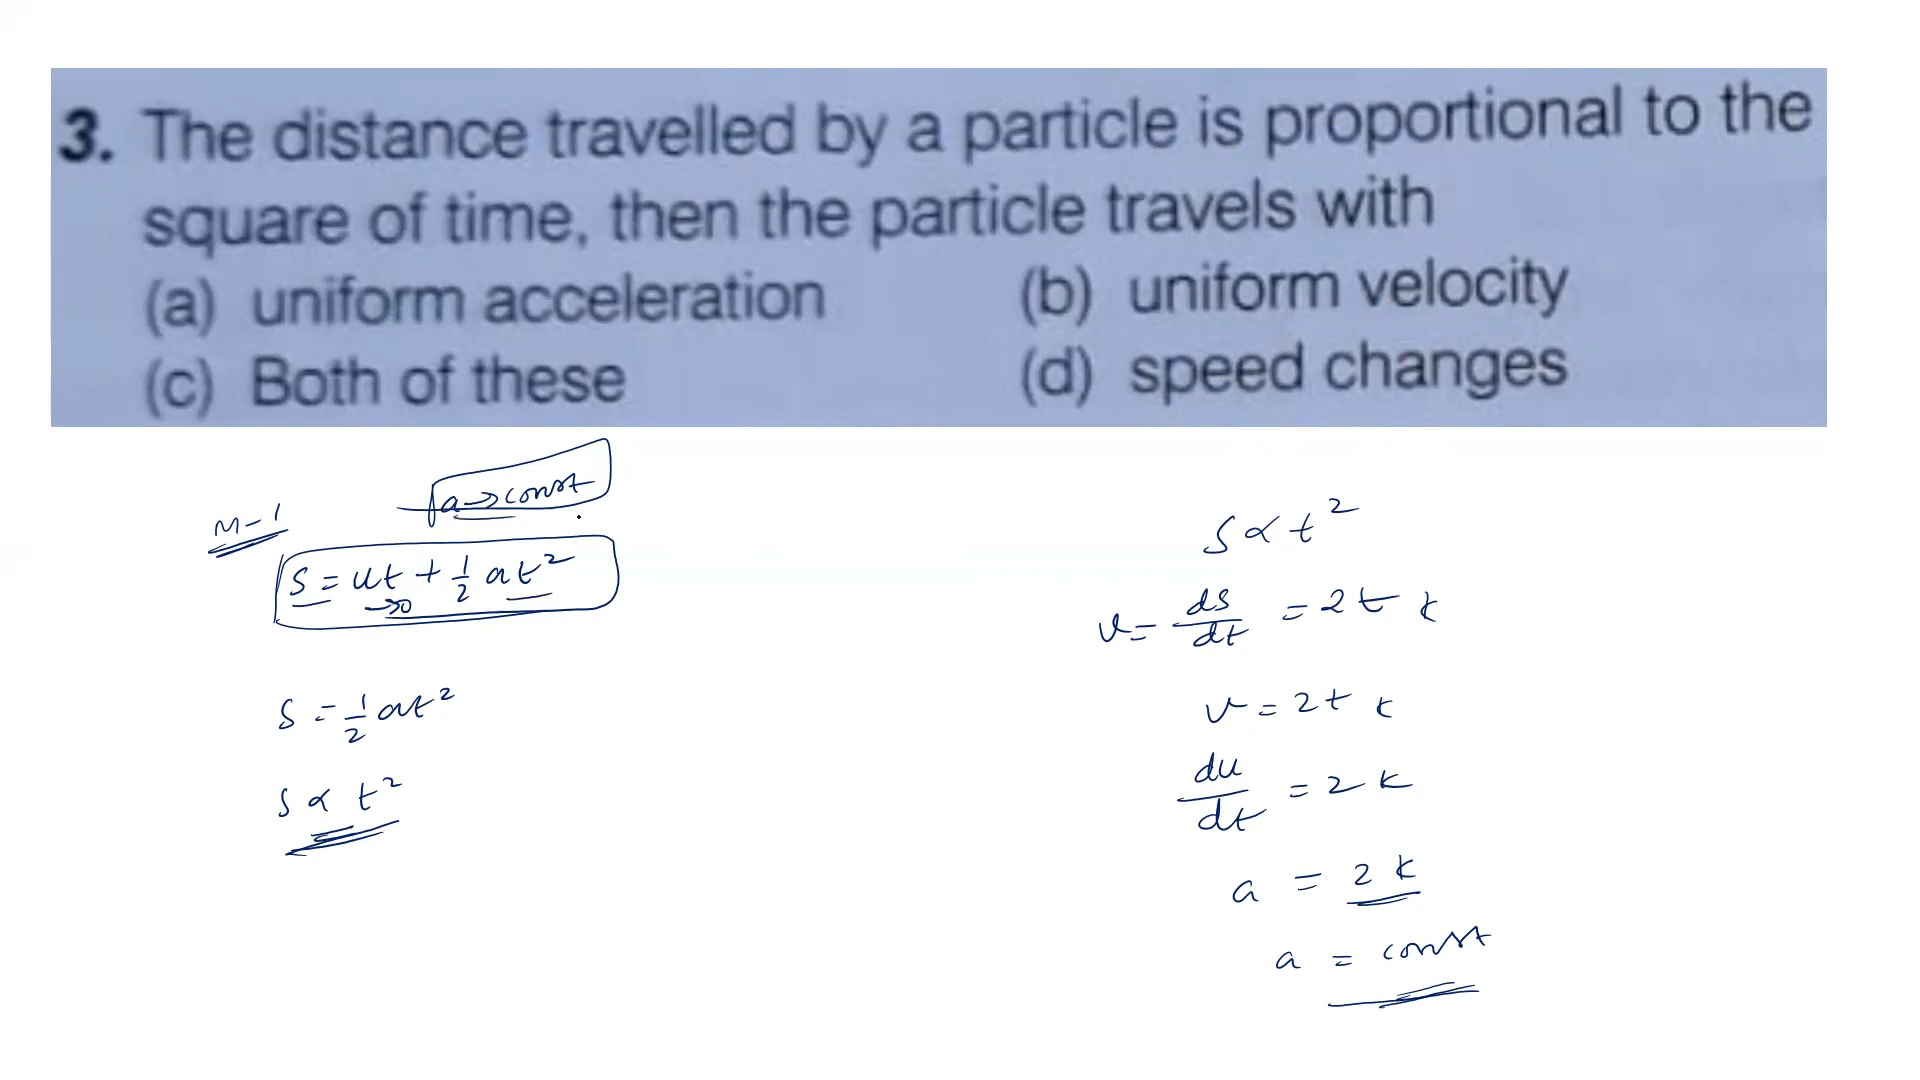 3. The distance travelled by a particle is proportional to the
square of time, then the particle travels with
(a) uniform acceleration (b) uniform velocity
(c) Both of these (d) speed changes
M-1
a→const
S = ut + 1/2 at²
→0
S = 1/2 at²
S ∝ t²
S ∝ t²
v = ds/dt = 2t k
v = 2t k
du/dt = 2k
a = 2k
a = const